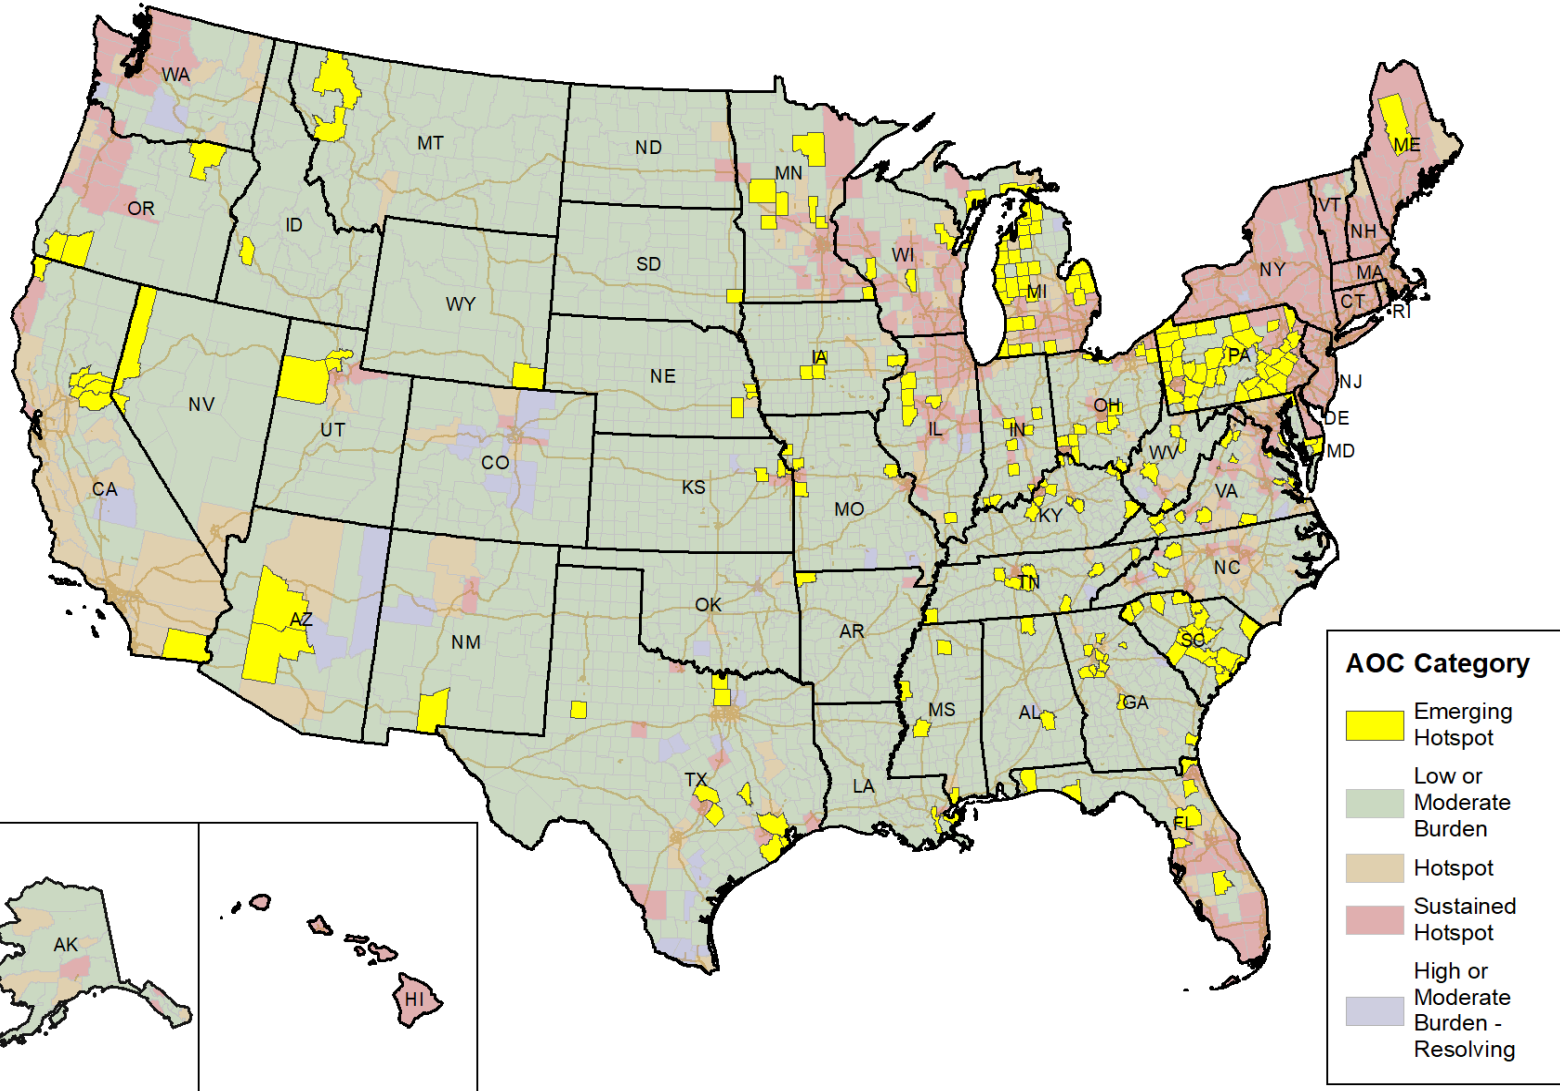 WA
MT
ND
MN
ME
OR
ID
VT
NH
WI
SD
NY
MA
WY
MI
CT
RI
IA
PA
NE
NV
NJ
OH
UT
DE
IL
IN
CO
WV
MD
CA
KS
VA
MO
KY
NC
TN
OK
AZ
AR
NM
SC
MS
AL
GA
TX
LA
FL
AK
HI
AOC Category
Emerging
Hotspot
Low or
Moderate
Burden
Hotspot
Sustained
Hotspot
High or
Moderate
Burden -
Resolving